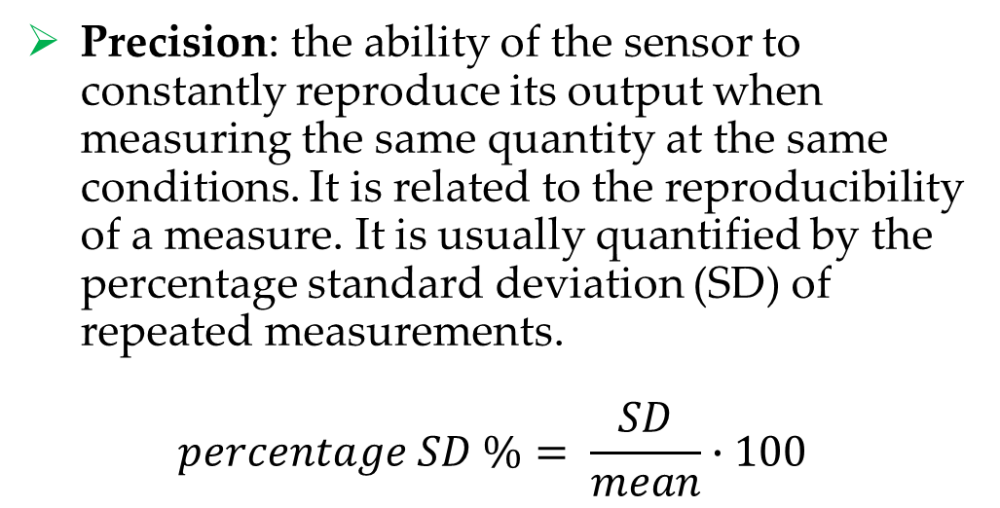 ➢ Precision: the ability of the sensor to
constantly reproduce its output when
measuring the same quantity at the same
conditions. It is related to the reproducibility
of a measure. It is usually quantified by the
percentage standard deviation (SD) of
repeated measurements.
percentage SD % = SD/mean · 100